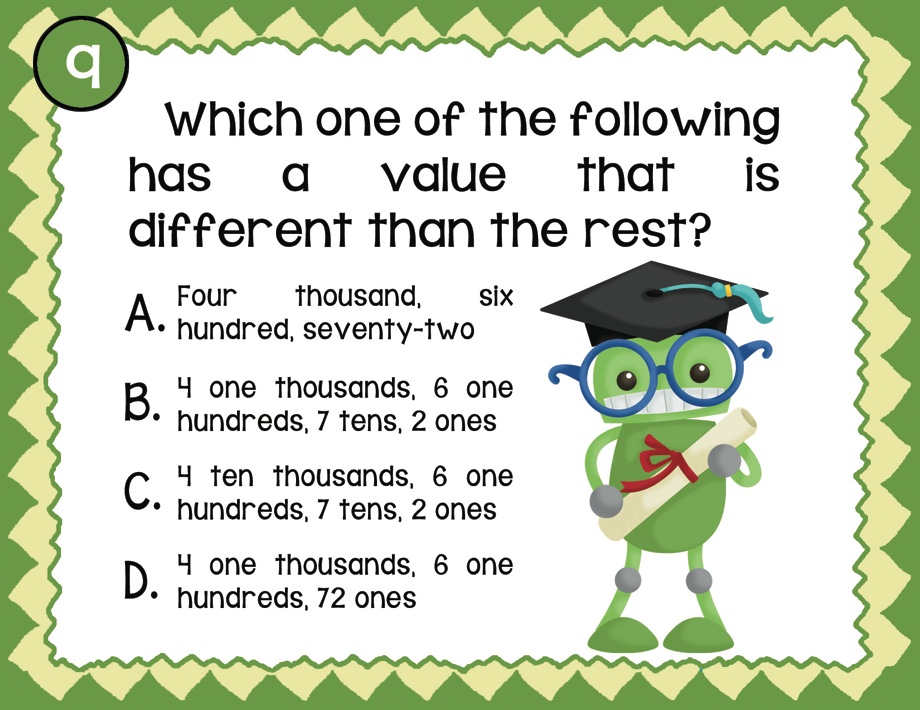 9
Which one of the following
has a value that is
different than the rest?
A. Four thousand, six
hundred, seventy-two
B. 4 one thousands, 6 one
hundreds, 7 tens, 2 ones
C. 4 ten thousands, 6 one
hundreds, 7 tens, 2 ones
D. 4 one thousands, 6 one
hundreds, 72 ones